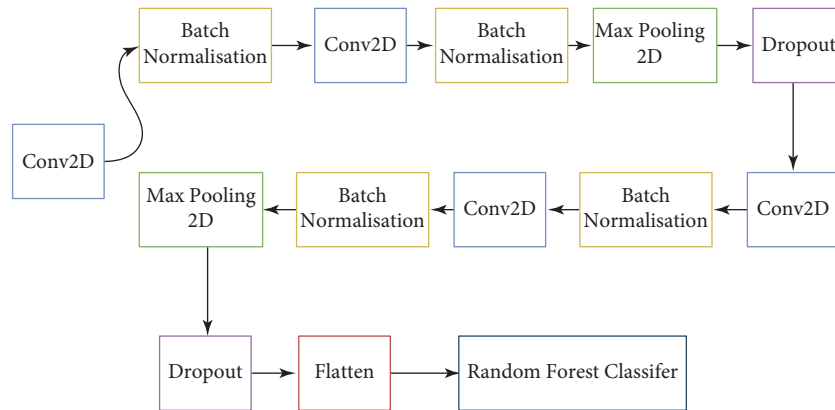 Conv2D
Batch
Normalisation
Conv2D
Batch
Normalisation
Max Pooling
2D
Dropout
Conv2D
Batch
Normalisation
Conv2D
Batch
Normalisation
Max Pooling
2D
Dropout
Flatten
Random Forest Classifer